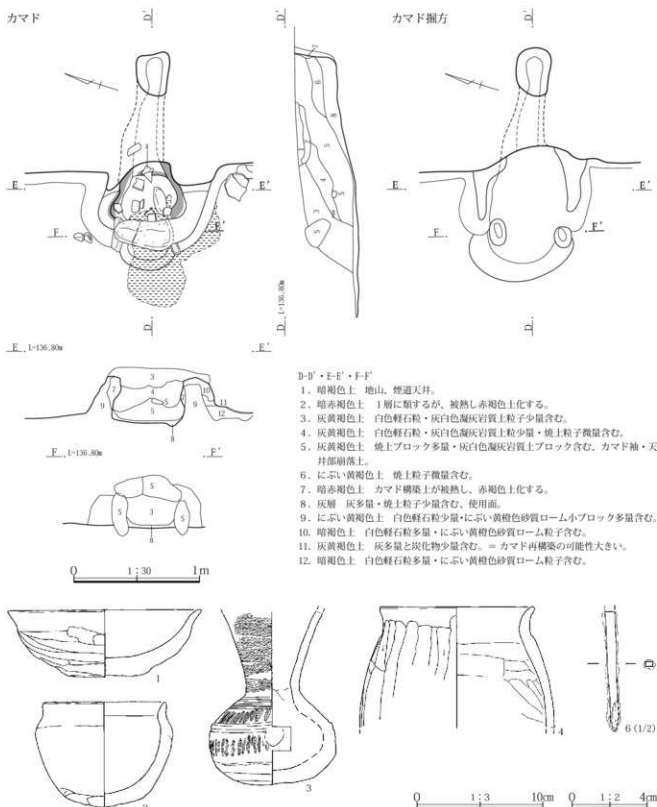 カマド
カマド掘方
D D'
D D'
E E' E E'
F F' F F'
D D
L=136.80m
E L=136.80m E'
F L=136.80m F'
0 1:30 1m
D-D'・E-E'・F-F'
1. 暗褐色土 地山、煙道天井。
2. 暗赤褐色土 1層に類するが、被熱し赤褐色土化する。
3. 灰黄褐色土 白色軽石粒・灰白色凝灰岩質土粒子少量含む。
4. 灰黄褐色土 白色軽石粒・灰白色凝灰岩質土粒少量・焼土粒子微量含む。
5. 灰黄褐色土 焼土ブロック多量・灰白色凝灰岩質土ブロック含む、カマド袖・天
井部崩落土。
6. にぶい黄褐色土 焼土粒子微量含む。
7. 暗赤褐色土 カマド構築土が被熱し、赤褐色土化する。
8. 灰層 灰多量・焼土粒子少量含む、使用面。
9. にぶい黄褐色土 白色軽石粒少量・にぶい黄橙色砂質ローム小ブロック多量含む。
10. 暗褐色土 白色軽石粒多量・にぶい黄橙色砂質ローム粒子含む。
11. 灰黄褐色土 灰多量と炭化物少量含む。＝カマド再構築の可能性大きい。
12. 暗褐色土 白色軽石粒多量・にぶい黄橙色砂質ローム粒子含む。
1
2
3
4
6 (1/2)
0 1:3 10cm 0 1:2 4cm